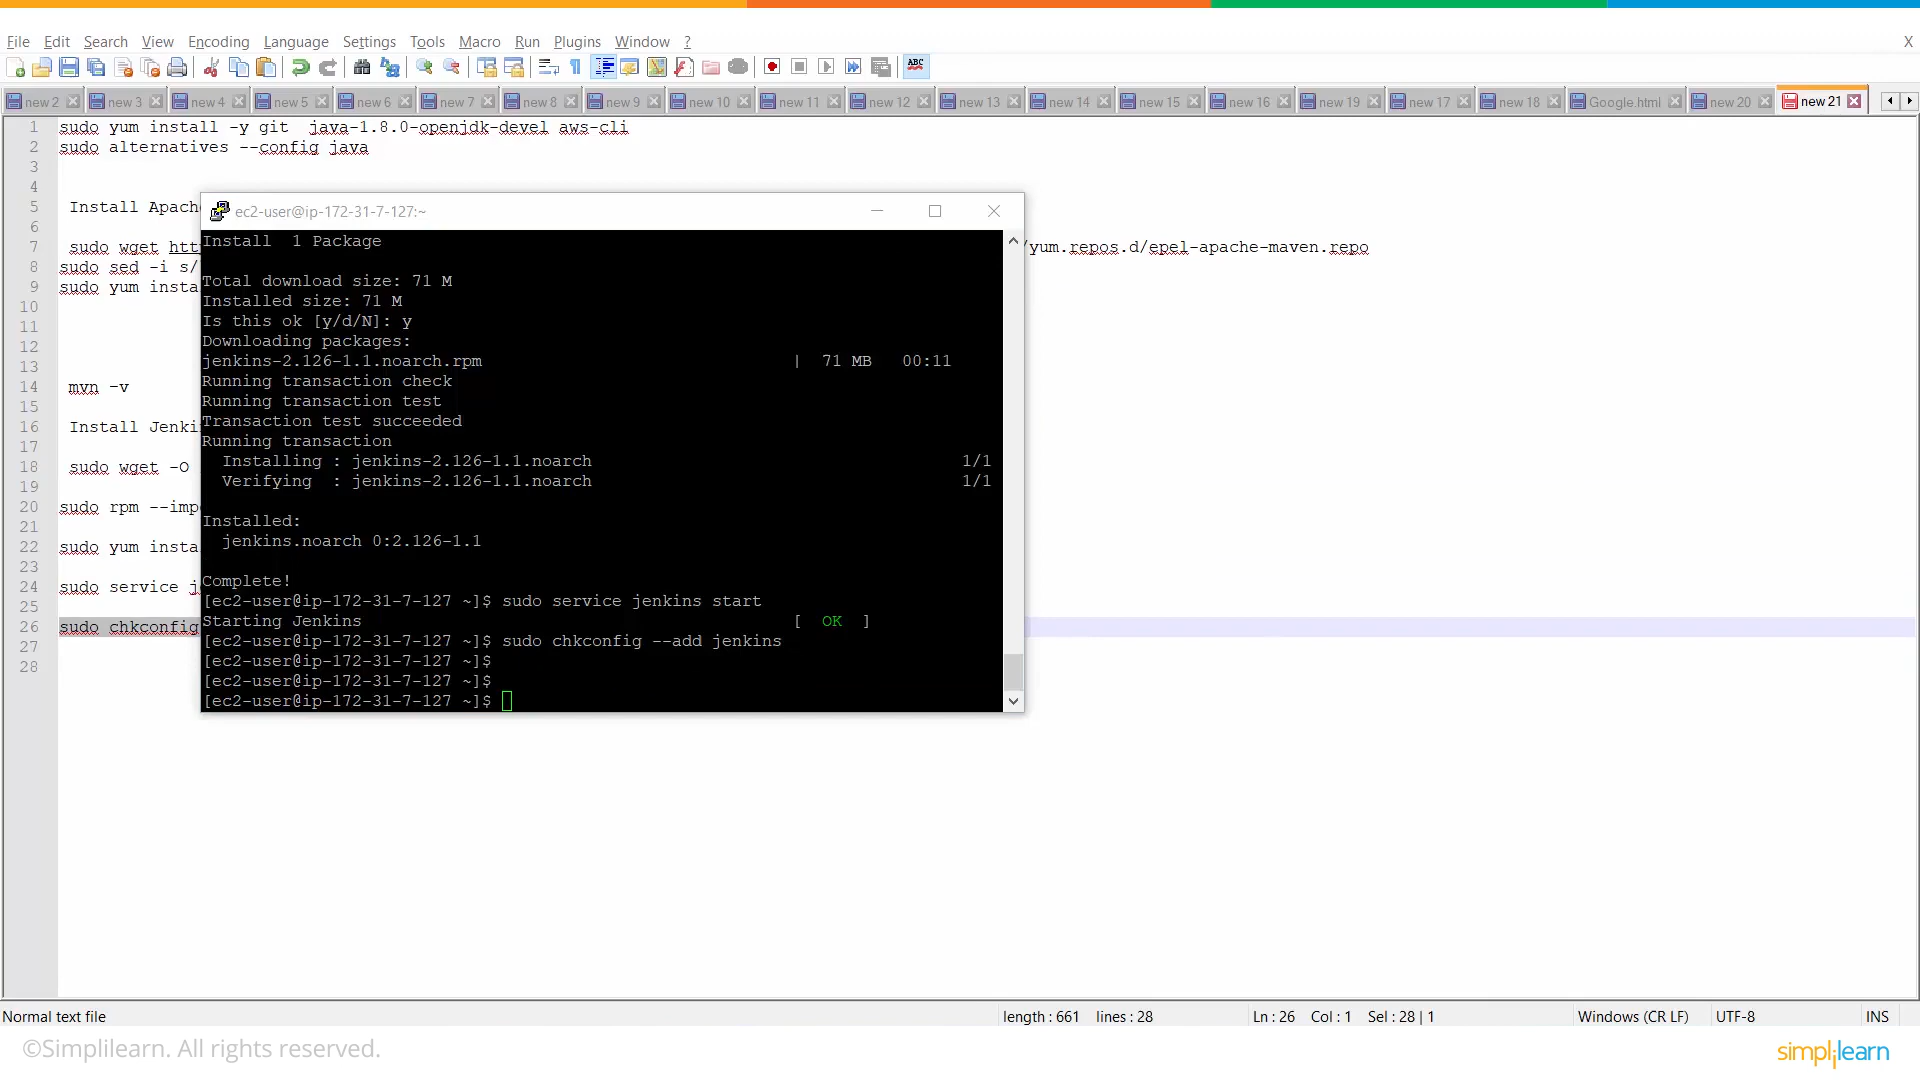 File Edit Search View Encoding Language Settings Tools Macro Run Plugins Window ? X
ABC
new 2 new 3 new 4 new 5 new 6 new 7 new 8 new 9 new 10 new 11 new 12 new 13 new 14 new 15 new 16 new 19 new 17 new 18 Google.html new 20 new 21
1 sudo yum install -y git  java-1.8.0-openjdk-devel aws-cli
2 sudo alternatives --config java
3
4
5 Install Apach
6
7 sudo wget htt /yum.repos.d/epel-apache-maven.repo
8 sudo sed -i s/
9 sudo yum insta
10
11
12
13
14 mvn -v
15
16 Install Jenki
17
18 sudo wget -O
19
20 sudo rpm --imp
21
22 sudo yum insta
23
24 sudo service j
25
26 sudo chkconfig
27
28
ec2-user@ip-172-31-7-127:~
Install  1 Package
Total download size: 71 M
Installed size: 71 M
Is this ok [y/d/N]: y
Downloading packages:
jenkins-2.126-1.1.noarch.rpm | 71 MB 00:11
Running transaction check
Running transaction test
Transaction test succeeded
Running transaction
Installing : jenkins-2.126-1.1.noarch 1/1
Verifying  : jenkins-2.126-1.1.noarch 1/1
Installed:
jenkins.noarch 0:2.126-1.1
Complete!
[ec2-user@ip-172-31-7-127 ~]$ sudo service jenkins start
Starting Jenkins [  OK  ]
[ec2-user@ip-172-31-7-127 ~]$ sudo chkconfig --add jenkins
[ec2-user@ip-172-31-7-127 ~]$
[ec2-user@ip-172-31-7-127 ~]$
[ec2-user@ip-172-31-7-127 ~]$
Normal text file length : 661 lines : 28 Ln : 26 Col : 1 Sel : 28 | 1 Windows (CR LF) UTF-8 INS
©Simplilearn. All rights reserved.
simplilearn